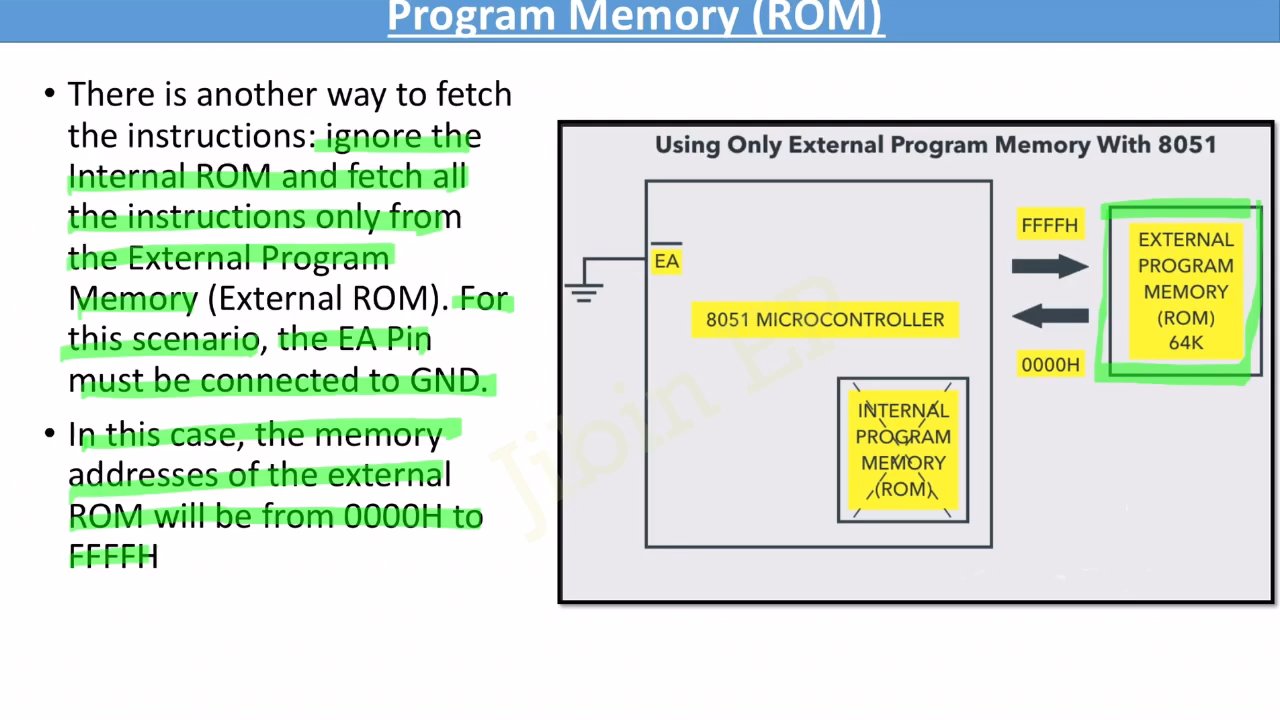 Program Memory (ROM)
• There is another way to fetch
the instructions: ignore the
Internal ROM and fetch all
the instructions only from
the External Program
Memory (External ROM). For
this scenario, the EA Pin
must be connected to GND.
• In this case, the memory
addresses of the external
ROM will be from 0000H to
FFFFH
Using Only External Program Memory With 8051
EA
8051 MICROCONTROLLER
INTERNAL
PROGRAM
MEMORY
(ROM)
FFFFH
0000H
EXTERNAL
PROGRAM
MEMORY
(ROM)
64K
Jibin EP